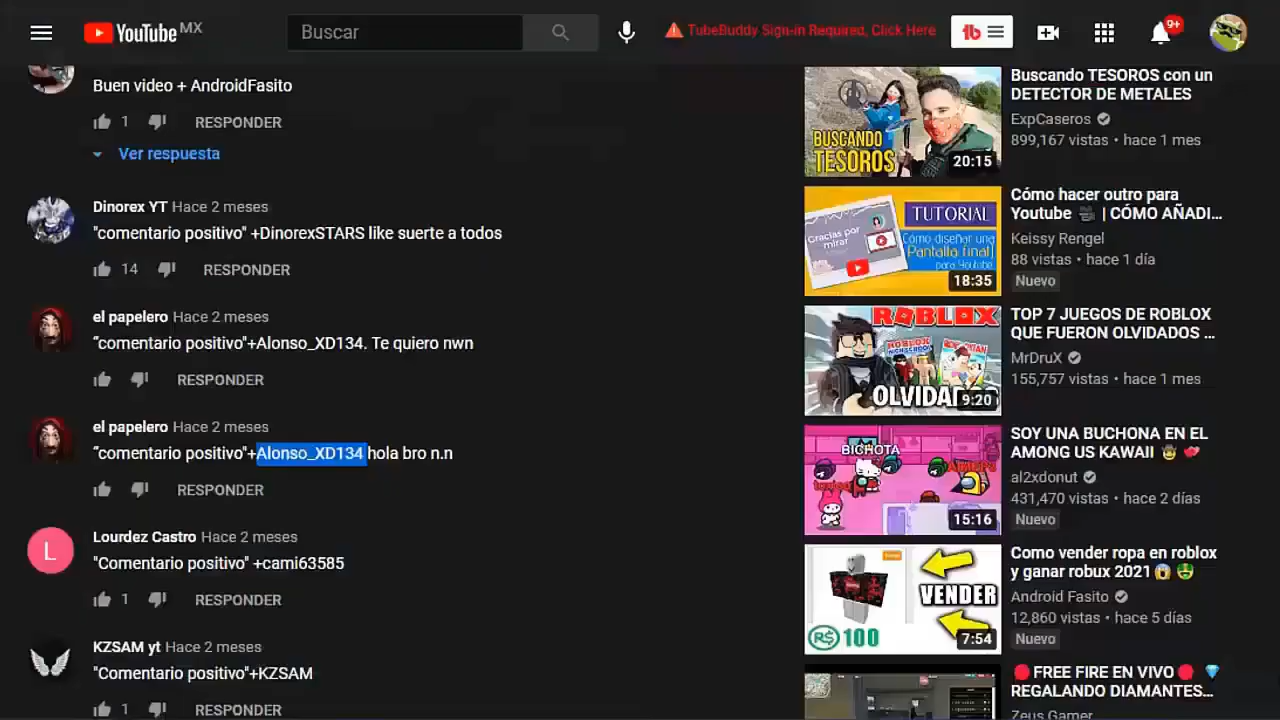 YouTube MX
Buscar
TubeBuddy Sign-in Required, Click Here
tb
9+
Buen video + AndroidFasito
1 RESPONDER
Ver respuesta
Dinorex YT Hace 2 meses
"comentario positivo" +DinorexSTARS like suerte a todos
14 RESPONDER
el papelero Hace 2 meses
"comentario positivo"+Alonso_XD134. Te quiero nwn
RESPONDER
el papelero Hace 2 meses
"comentario positivo"+Alonso_XD134 hola bro n.n
RESPONDER
L
Lourdez Castro Hace 2 meses
"Comentario positivo" +cami63585
1 RESPONDER
KZSAM yt Hace 2 meses
"Comentario positivo"+KZSAM
1 RESPONDER
BUSCANDO
TESOROS
20:15
Buscando TESOROS con un
DETECTOR DE METALES
ExpCaseros
899,167 vistas • hace 1 mes
Gracias por
mirar
TUTORIAL
Cómo diseñar una
Pantalla final
para Youtube
18:35
Cómo hacer outro para
Youtube 📹 | CÓMO AÑADI...
Keissy Rengel
88 vistas • hace 1 día
Nuevo
ROBLOX
ROBLOX
HIGHSCHOOL
OLVIDA
9:20
TOP 7 JUEGOS DE ROBLOX
QUE FUERON OLVIDADOS ...
MrDruX
155,757 vistas • hace 1 mes
BICHOTA
15:16
SOY UNA BUCHONA EN EL
AMONG US KAWAII 🤠 💖
al2xdonut
431,470 vistas • hace 2 días
Nuevo
VENDER
R$ 100
7:54
Como vender ropa en roblox
y ganar robux 2021😱 🤑
Android Fasito
12,860 vistas • hace 5 días
Nuevo
🔴FREE FIRE EN VIVO🔴 💎
REGALANDO DIAMANTES...
Zeus Gamer